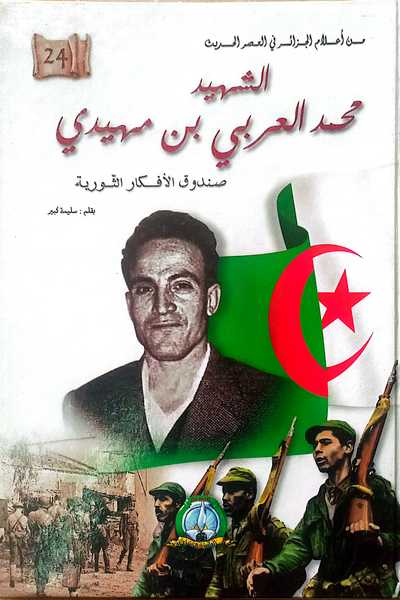 من أعلام الجزائر في العصر الحديث
24
الشهيد
محمد العربي بن مهيدي
صندوق الأفكار الثورية
بقلم : سليمة كبير